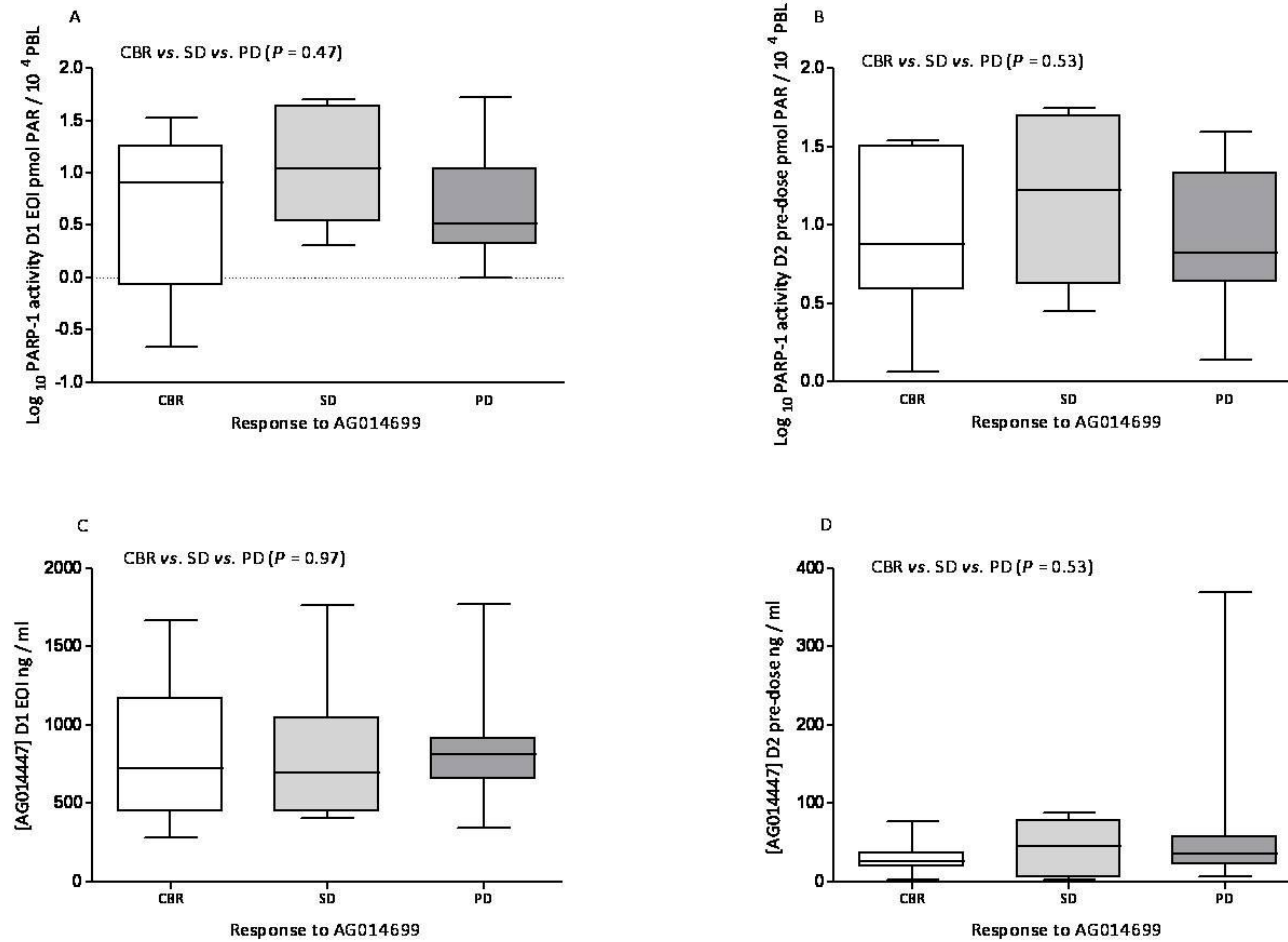 A
CBR vs. SD vs. PD (P = 0.47)
Log 10 PARP-1 activity D1 EOI pmol PAR / 10 4 PBL
2.0
1.5
1.0
0.5
0.0
-0.5
-1.0
CBR
SD
PD
Response to AG014699
B
CBR vs. SD vs. PD (P = 0.53)
Log 10 PARP-1 activity D2 pre-dose pmol PAR / 10 4 PBL
2.0
1.5
1.0
0.5
0.0
CBR
SD
PD
Response to AG014699
C
CBR vs. SD vs. PD (P = 0.97)
[AG014447] D1 EOI ng / ml
2000
1500
1000
500
0
CBR
SD
PD
Response to AG014699
D
CBR vs. SD vs. PD (P = 0.53)
[AG014447] D2 pre-dose ng / ml
400
300
200
100
0
CBR
SD
PD
Response to AG014699